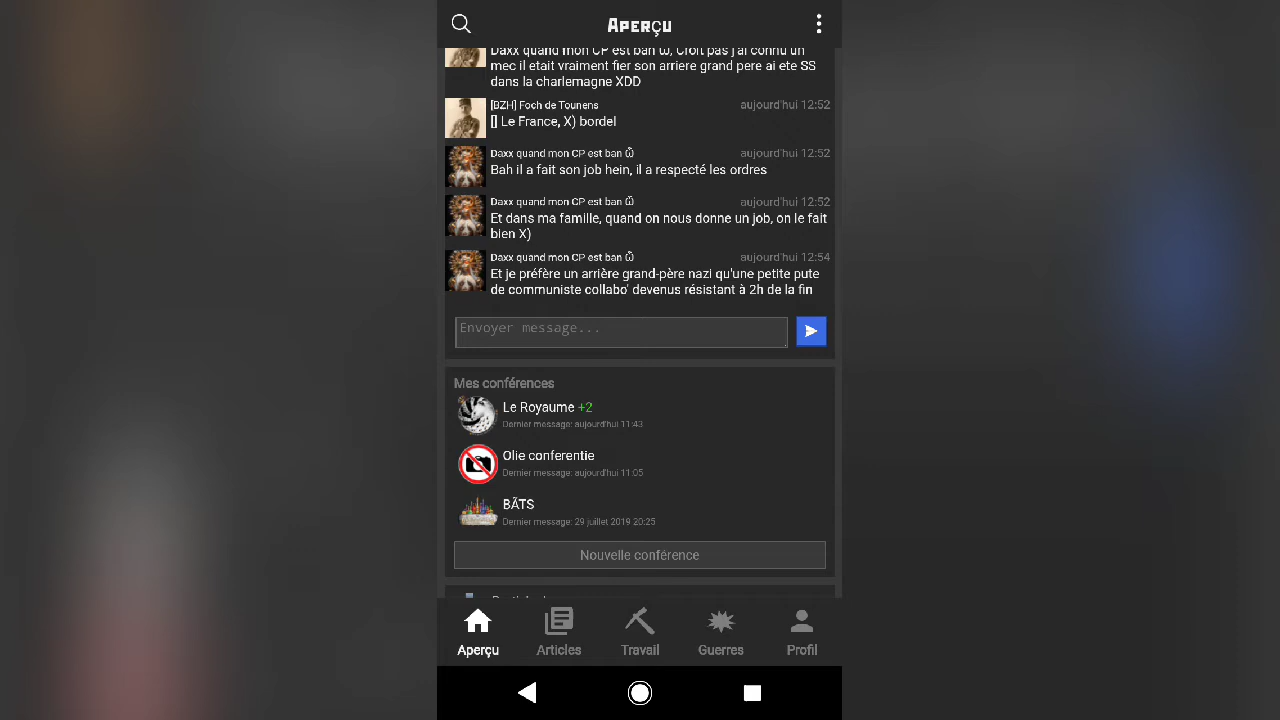 Aperçu
Daxx quand mon CP est ban ѽ, Croit pas j'ai connu un
mec il etait vraiment fier son arriere grand pere ai ete SS
dans la charlemagne XDD
[BZH] Foch de Tounens aujourd'hui 12:52
[] Le France, X) bordel
Daxx quand mon CP est ban ѽ aujourd'hui 12:52
Bah il a fait son job hein, il a respecté les ordres
Daxx quand mon CP est ban ѽ aujourd'hui 12:52
Et dans ma famille, quand on nous donne un job, on le fait
bien X)
Daxx quand mon CP est ban ѽ aujourd'hui 12:54
Et je préfère un arrière grand-père nazi qu'une petite pute
de communiste collabo' devenus résistant à 2h de la fin
Envoyer message...
Mes conférences
Le Royaume +2
Dernier message: aujourd'hui 11:43
Olie conferentie
Dernier message: aujourd'hui 11:05
BÃTS
Dernier message: 29 juillet 2019 20:25
Nouvelle conférence
Aperçu Articles Travail Guerres Profil